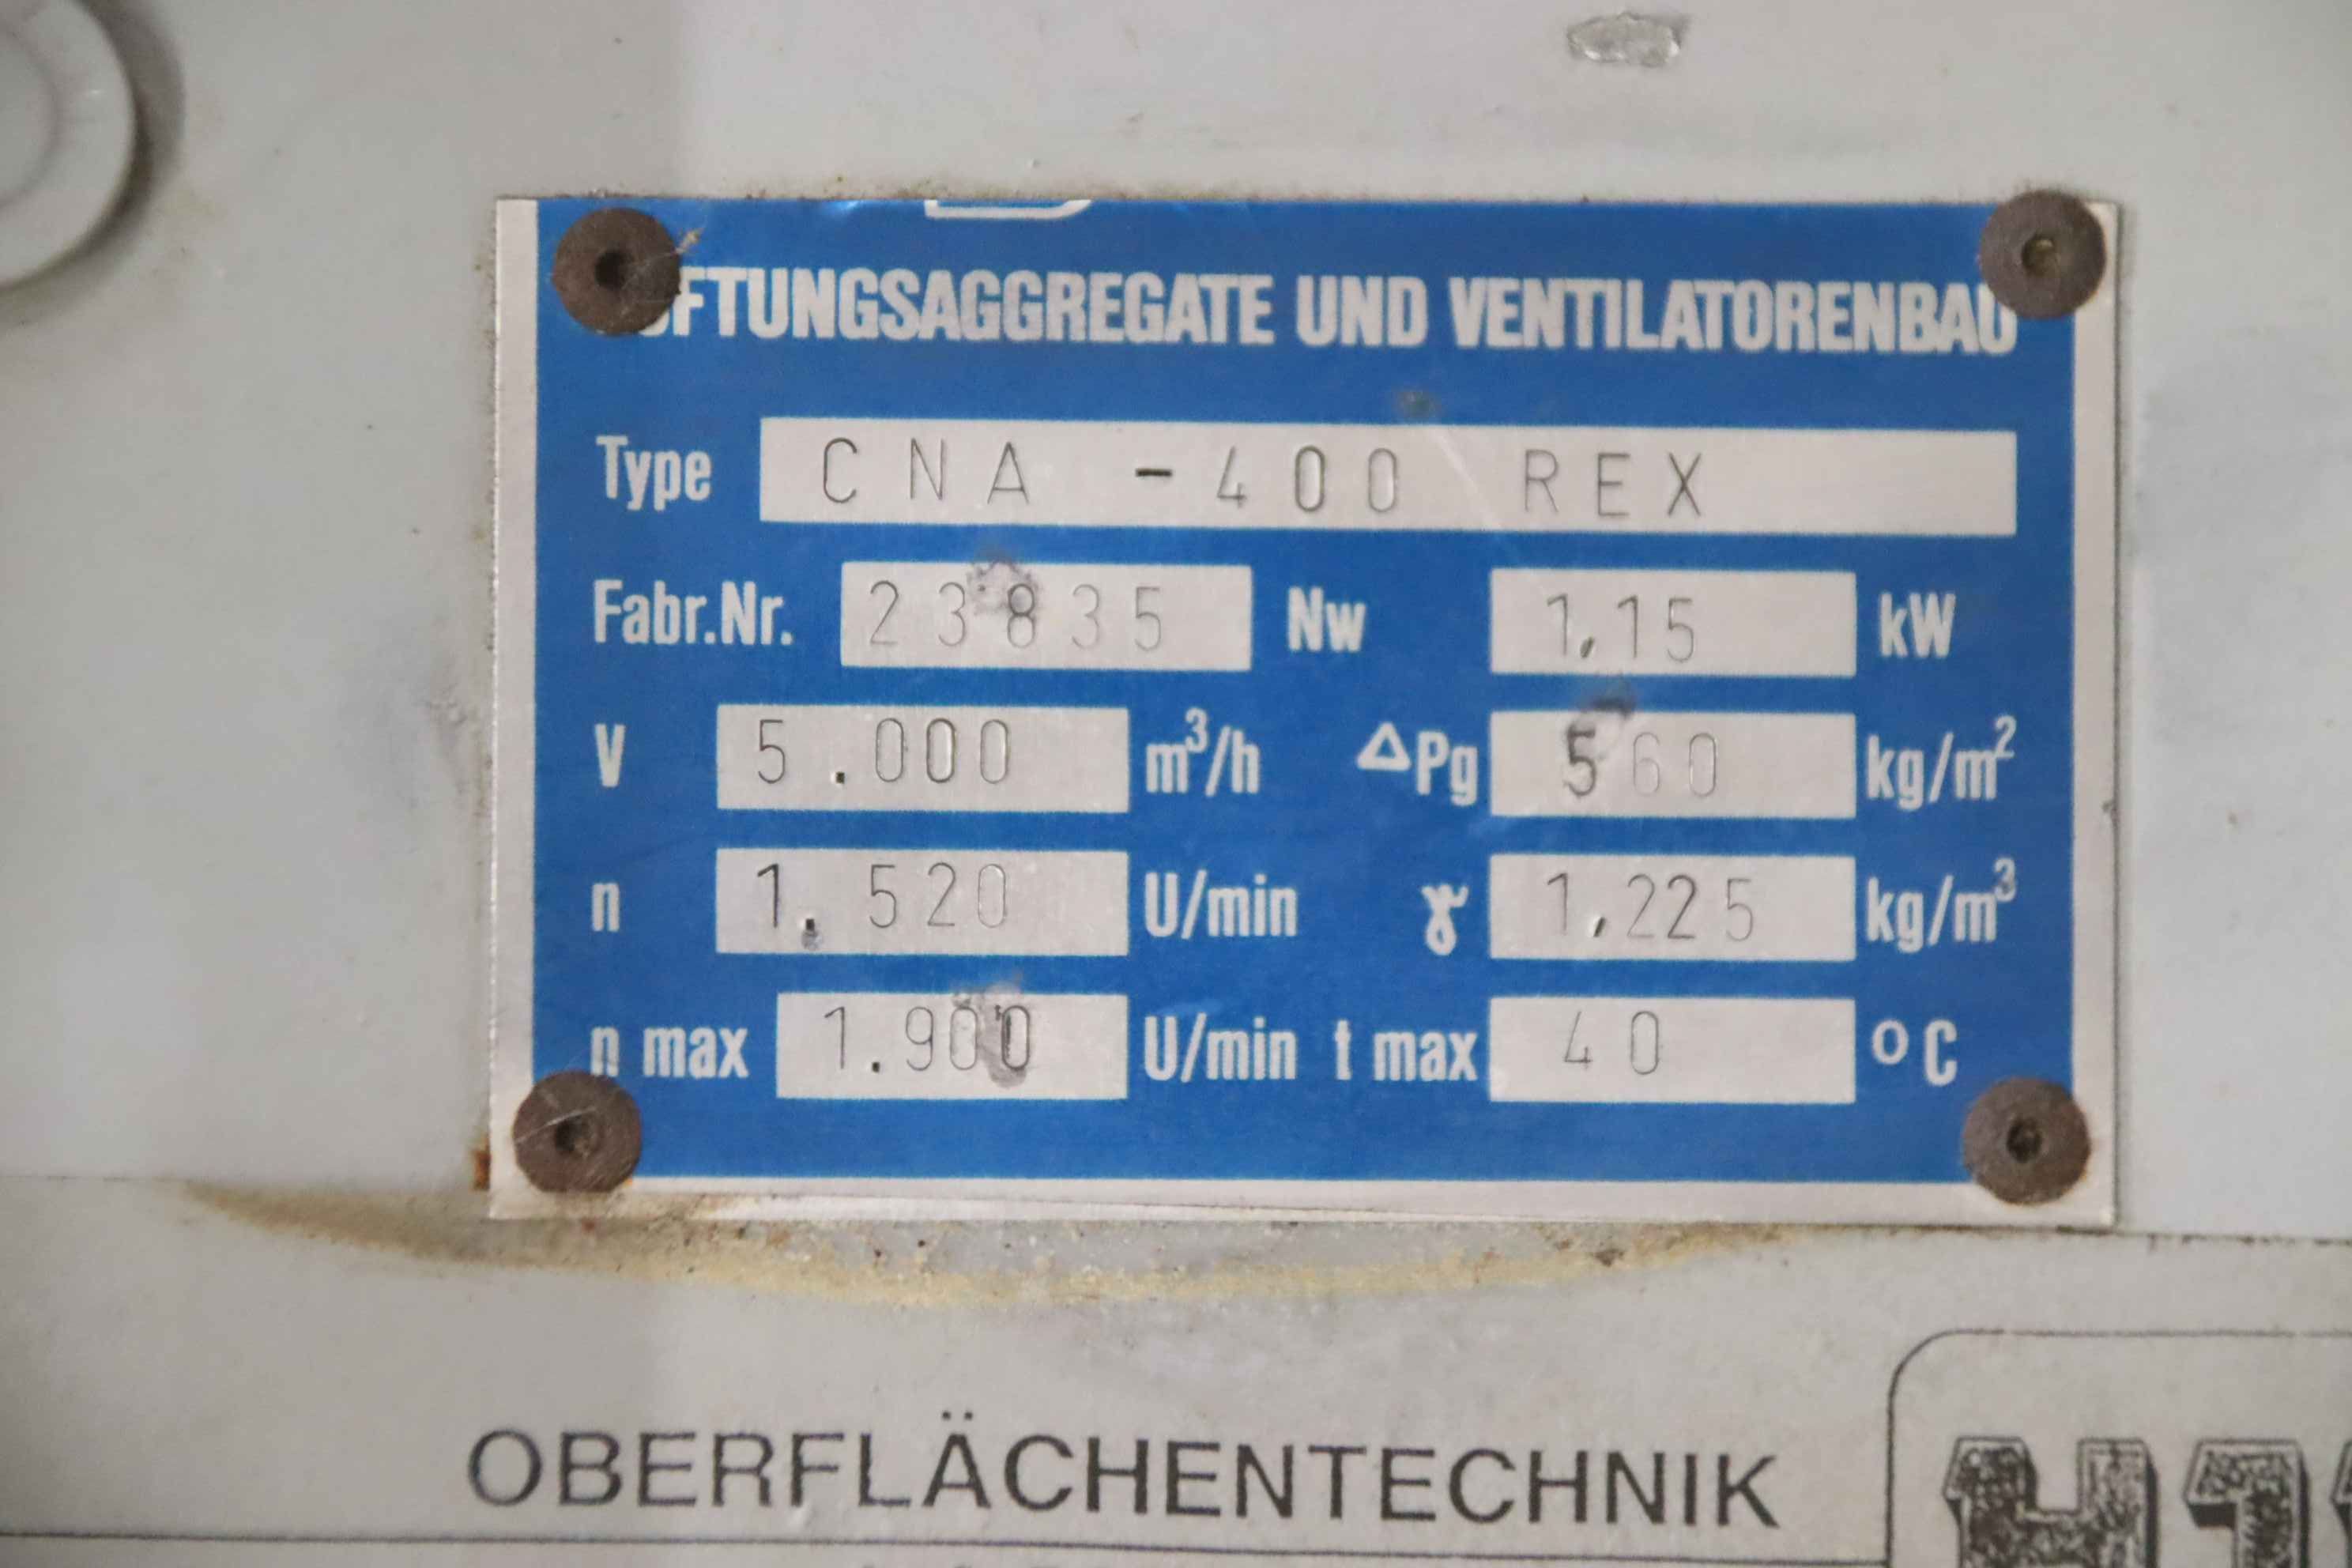 LÜFTUNGSAGGREGATE UND VENTILATORENBAU
Type CNA -400 REX
Fabr.Nr. 23835 Nw 1,15 kW
V 5.000 m³/h ΔPg 560 kg/m²
n 1.520 U/min ɣ 1,225 kg/m³
n max 1.900 U/min t max 40 °C
OBERFLÄCHENTECHNIK